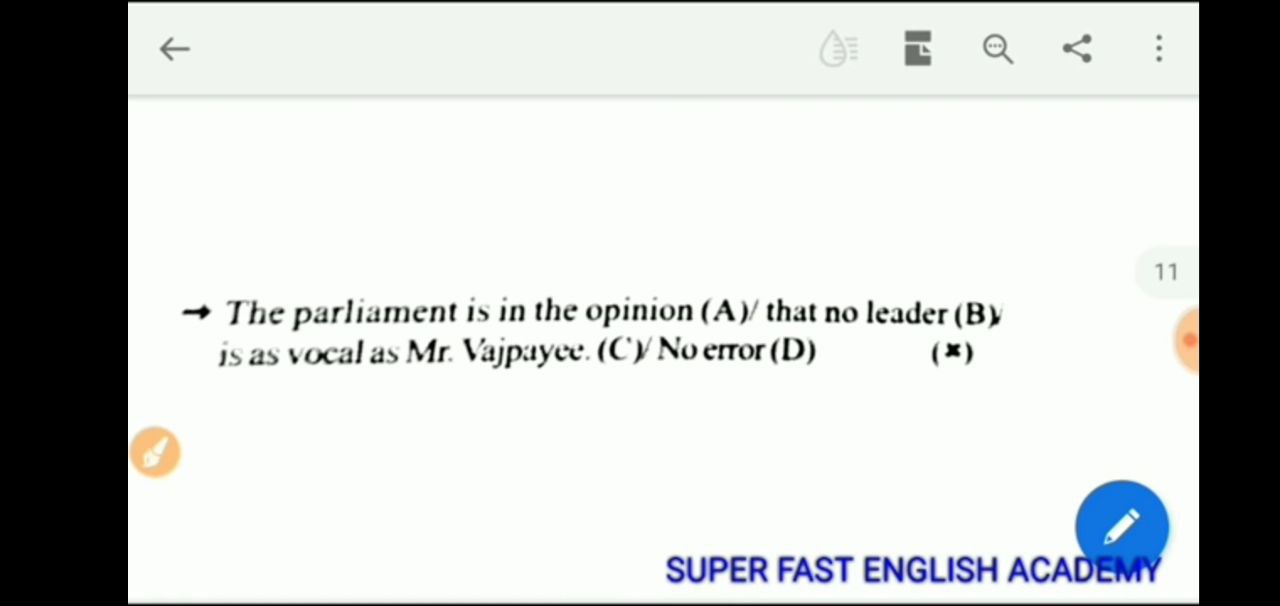 11
→ The parliament is in the opinion (A)/ that no leader (B)/
is as vocal as Mr. Vajpayee. (C)/ No error (D) (×)
SUPER FAST ENGLISH ACADEMY